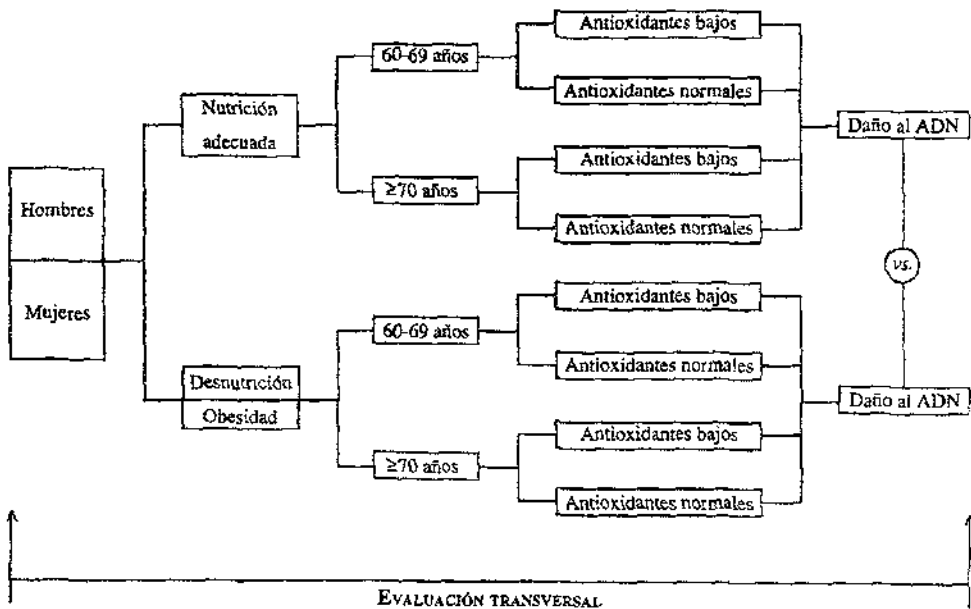 Hombres
Mujeres
Nutrición
adecuada
Desnutrición
Obesidad
60-69 años
≥70 años
60-69 años
≥70 años
Antioxidantes bajos
Antioxidantes normales
Antioxidantes bajos
Antioxidantes normales
Antioxidantes bajos
Antioxidantes normales
Antioxidantes bajos
Antioxidantes normales
Daño al ADN
vs.
Daño al ADN
EVALUACIÓN TRANSVERSAL